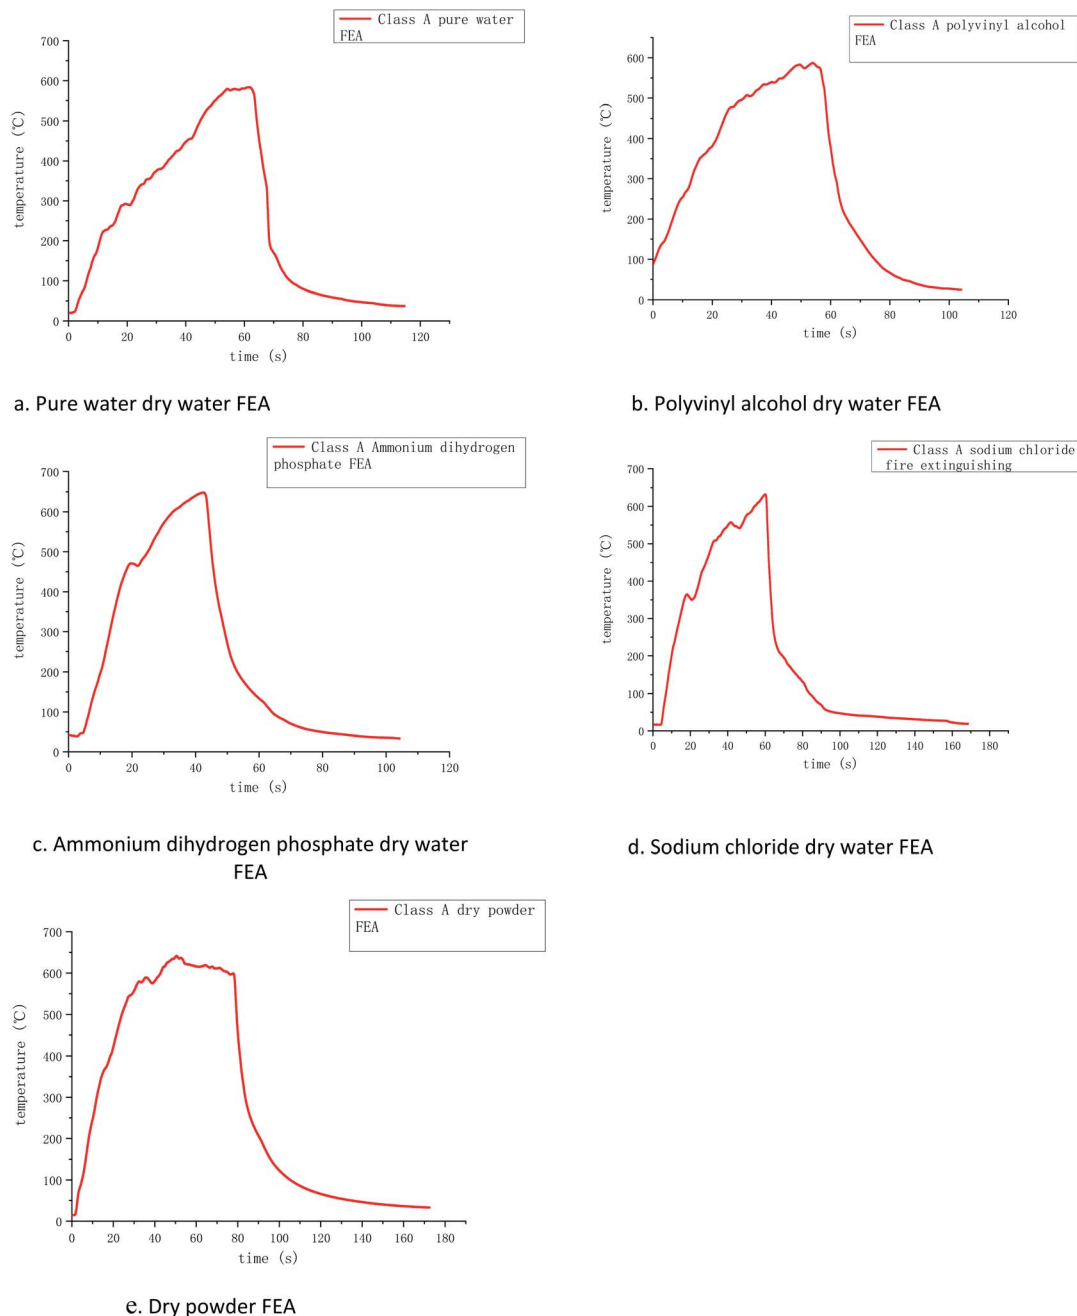 Class A pure water
FEA
700
600
500
400
300
200
100
0
temperature (℃)
0 20 40 60 80 100 120
time (s)
a. Pure water dry water FEA
Class A polyvinyl alcohol
FEA
600
500
400
300
200
100
0
temperature (℃)
0 20 40 60 80 100 120
time (s)
b. Polyvinyl alcohol dry water FEA
Class A Ammonium dihydrogen
phosphate FEA
700
600
500
400
300
200
100
0
temperature (℃)
0 20 40 60 80 100 120
time (s)
c. Ammonium dihydrogen phosphate dry water
FEA
Class A sodium chloride
fire extinguishing
700
600
500
400
300
200
100
0
temperature (℃)
0 20 40 60 80 100 120 140 160 180
time (s)
d. Sodium chloride dry water FEA
Class A dry powder
FEA
700
600
500
400
300
200
100
0
temperature (℃)
0 20 40 60 80 100 120 140 160 180
time (s)
e. Dry powder FEA